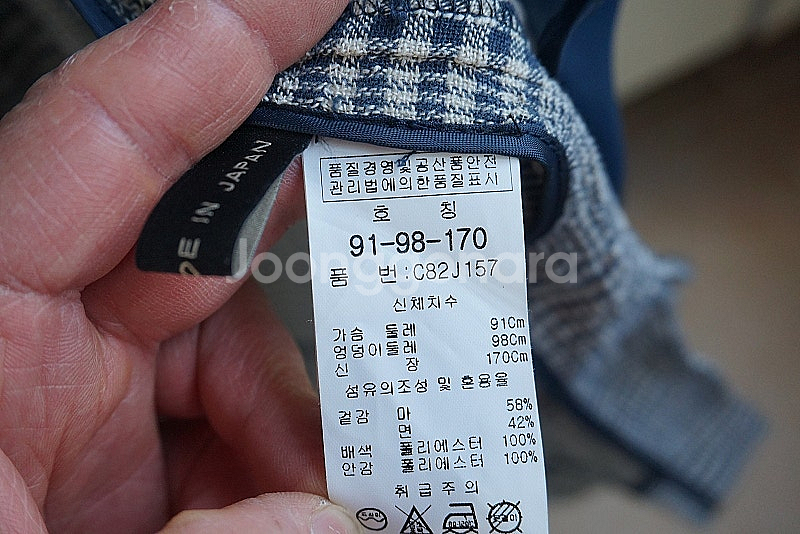 품질경영및공산품안전
관리법에의한품질표시
호 칭
91-98-170
품 번:C82J157
신체치수
가슴 둘레 91Cm
엉덩이둘레 98Cm
신 장 170Cm
섬유의조성 및 혼용율
겉감 마 58%
면 42%
배색 폴리에스터 100%
안감 폴리에스터 100%
취급주의
DE IN JAPAN
Joonggonara